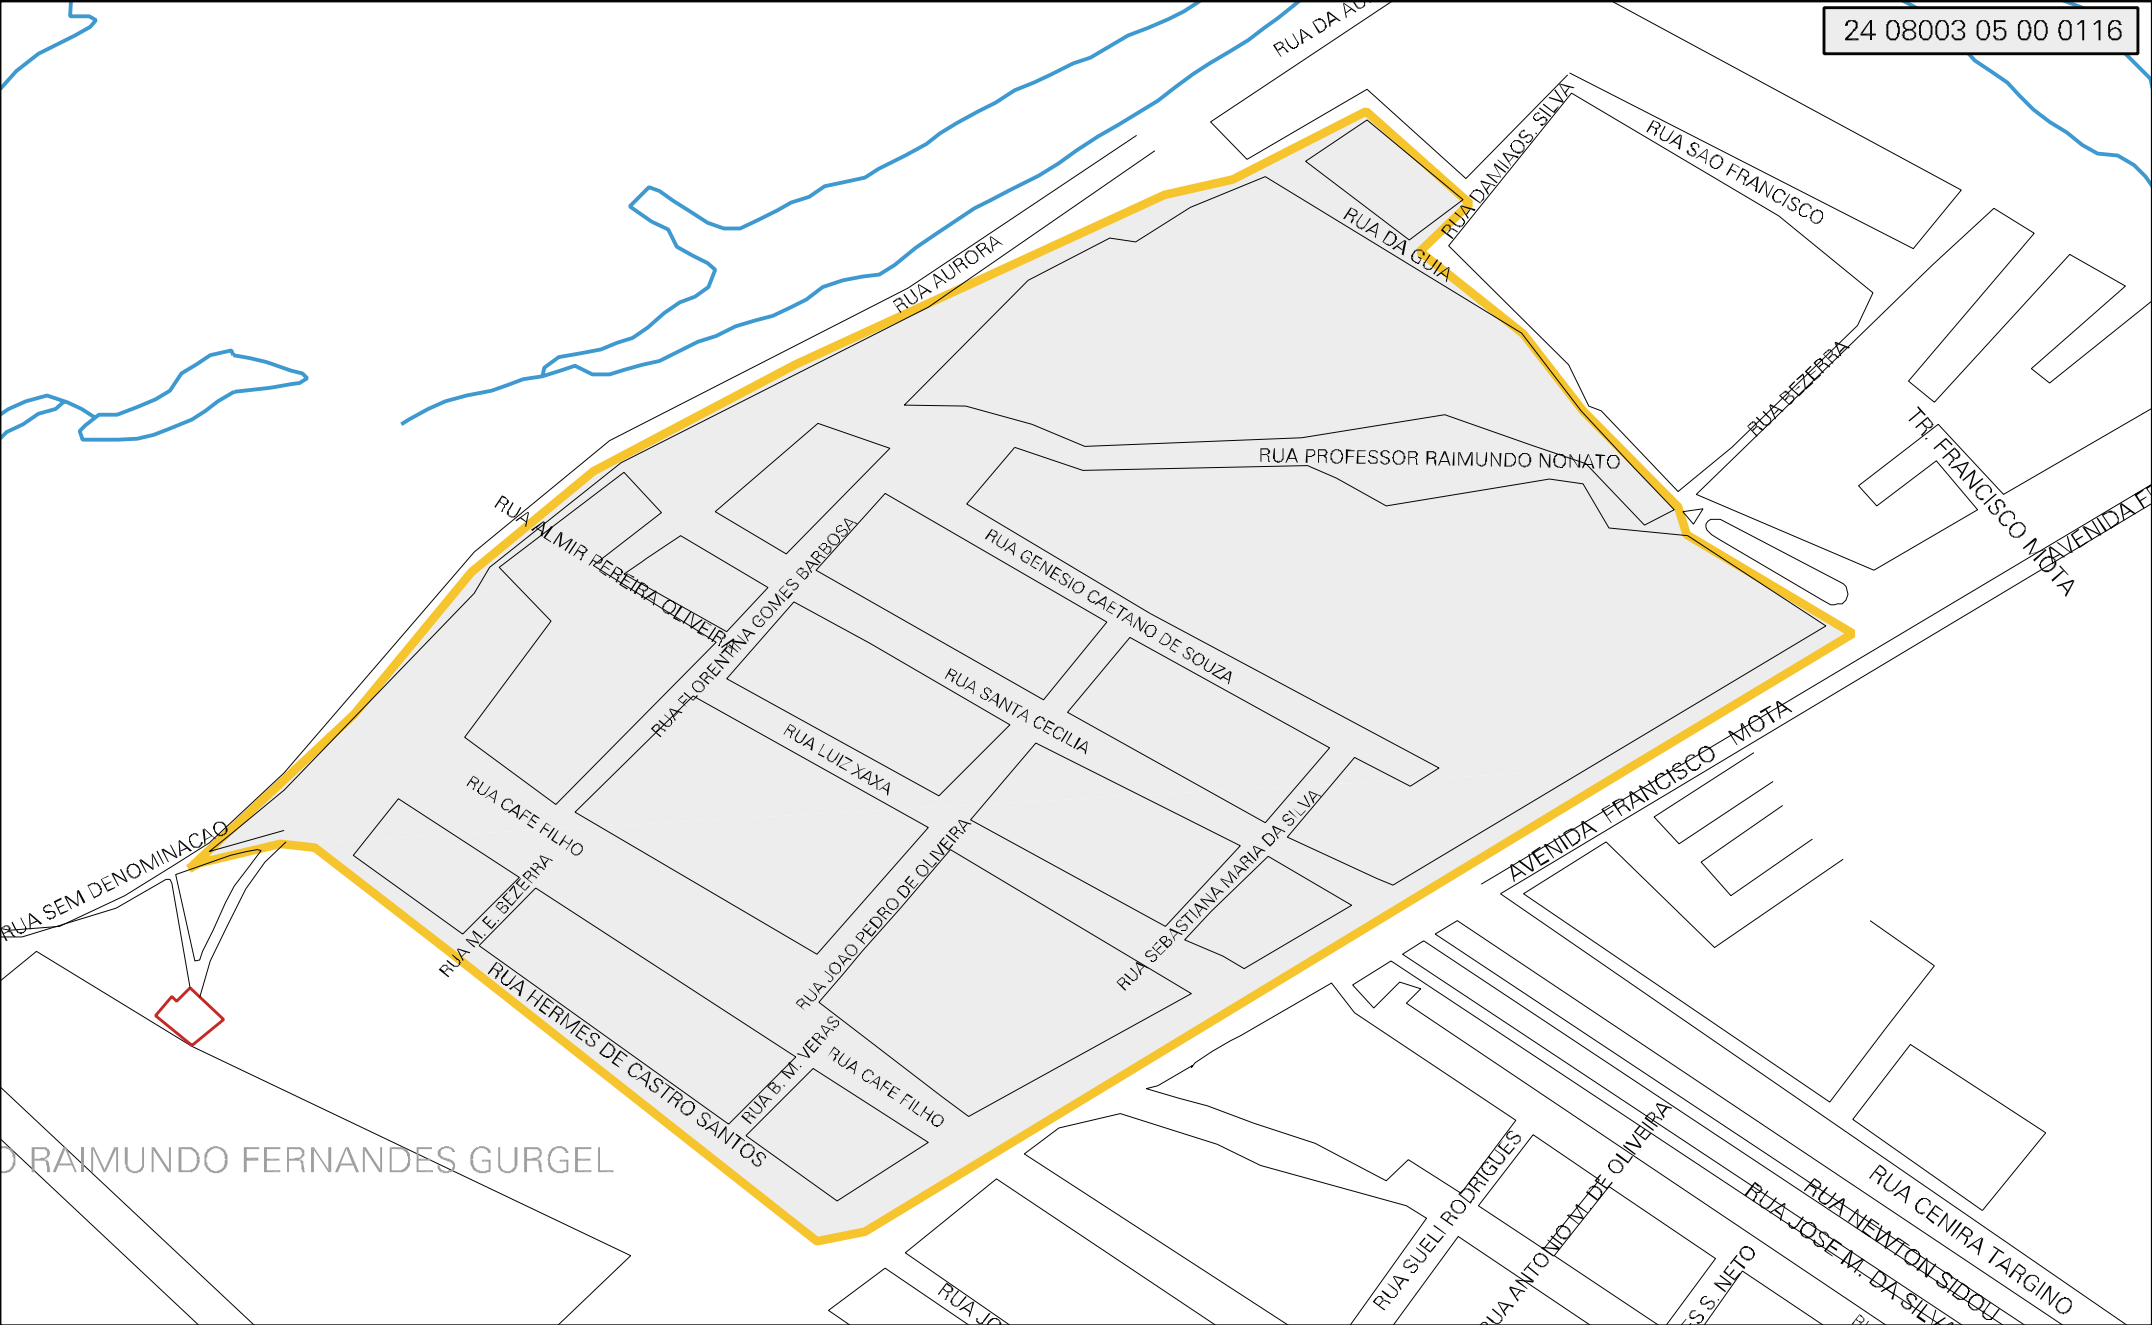 24 08003 05 00 0116
RUA DA
RUA SAO FRANCISCO
RUA DAMIAOS. SILVA
RUA DA GUIA
RUA AURORA
RUA BEZERRA
TR. FRANCISCO MOTA
AVENIDA
RUA PROFESSOR RAIMUNDO NONATO
RUA ALMIR PEREIRA OLIVEIRA
RUA FLORENTINA GOMES BARBOSA
RUA GENESIO CAETANO DE SOUZA
RUA SANTA CECILIA
RUA LUIZ XAXA
AVENIDA FRANCISCO MOTA
RUA CAFE FILHO
RUA SEM DENOMINACAO
RUA M. E. BEZERRA
RUA JOAO PEDRO DE OLIVEIRA
RUA SEBASTIANA MARIA DA SILVA
RUA HERMES DE CASTRO SANTOS
RUA B. M. VERAS
RUA CAFE FILHO
O RAIMUNDO FERNANDES GURGEL
RUA SUELI RODRIGUES
RUA ANTONIO M. DE OLIVEIRA
RUA CENIRA TARGINO
RUA NEWTON SIDOU
RUA JOSE M. DA SILVA
S. NETO
RUA